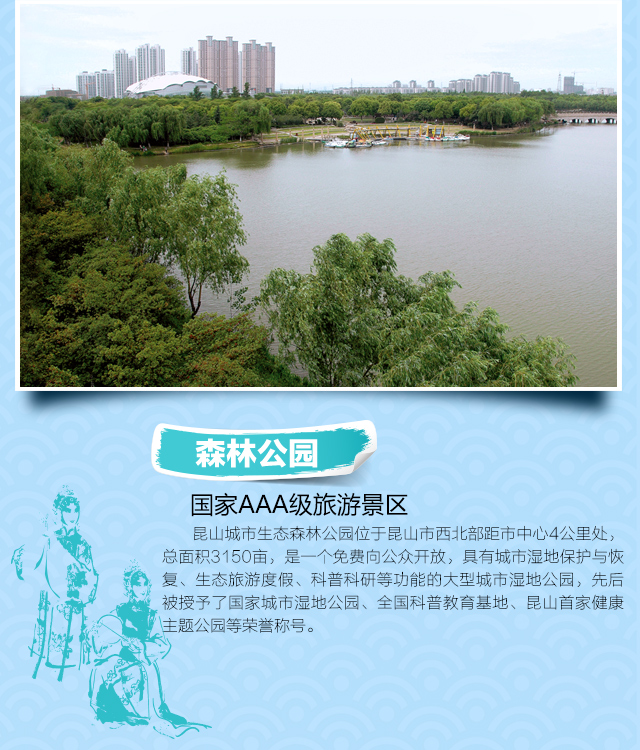 森林公园
国家AAA级旅游景区
昆山城市生态森林公园位于昆山市西北部距市中心4公里处，
总面积3150亩，是一个免费向公众开放，具有城市湿地保护与恢
复、生态旅游度假、科普科研等功能的大型城市湿地公园，先后
被授予了国家城市湿地公园、全国科普教育基地、昆山首家健康
主题公园等荣誉称号。